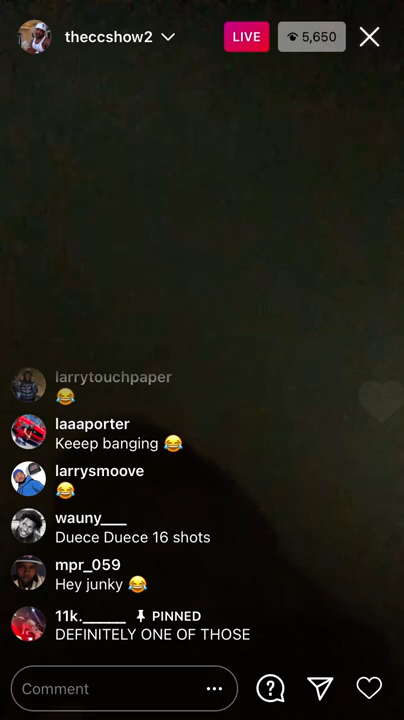 theccshow2
LIVE
5,650
larrytouchpaper
😂
laaaporter
Keeep banging 😂
larrysmoove
😂
wauny___
Duece Duece 16 shots
mpr_059
Hey junky 😂
11k.______ PINNED
DEFINITELY ONE OF THOSE
Comment